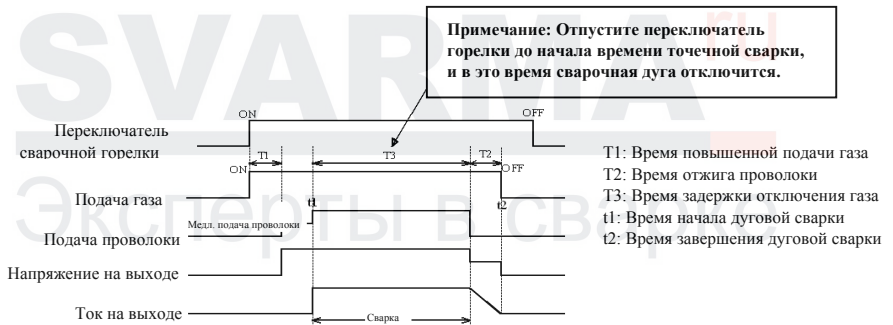 SVARMA
ru
Эксперты в сварке
Примечание: Отпустите переключатель
горелки до начала времени точечной сварки,
и в это время сварочная дуга отключится.
ON
OFF
Переключатель
сварочной горелки
T1
T3
T2
ON
OFF
Подача газа
t1
t2
Медл. подача проволоки
Подача проволоки
Напряжение на выходе
Ток на выходе
Сварка
T1: Время повышенной подачи газа
T2: Время отжига проволоки
T3: Время задержки отключения газа
t1: Время начала дуговой сварки
t2: Время завершения дуговой сварки